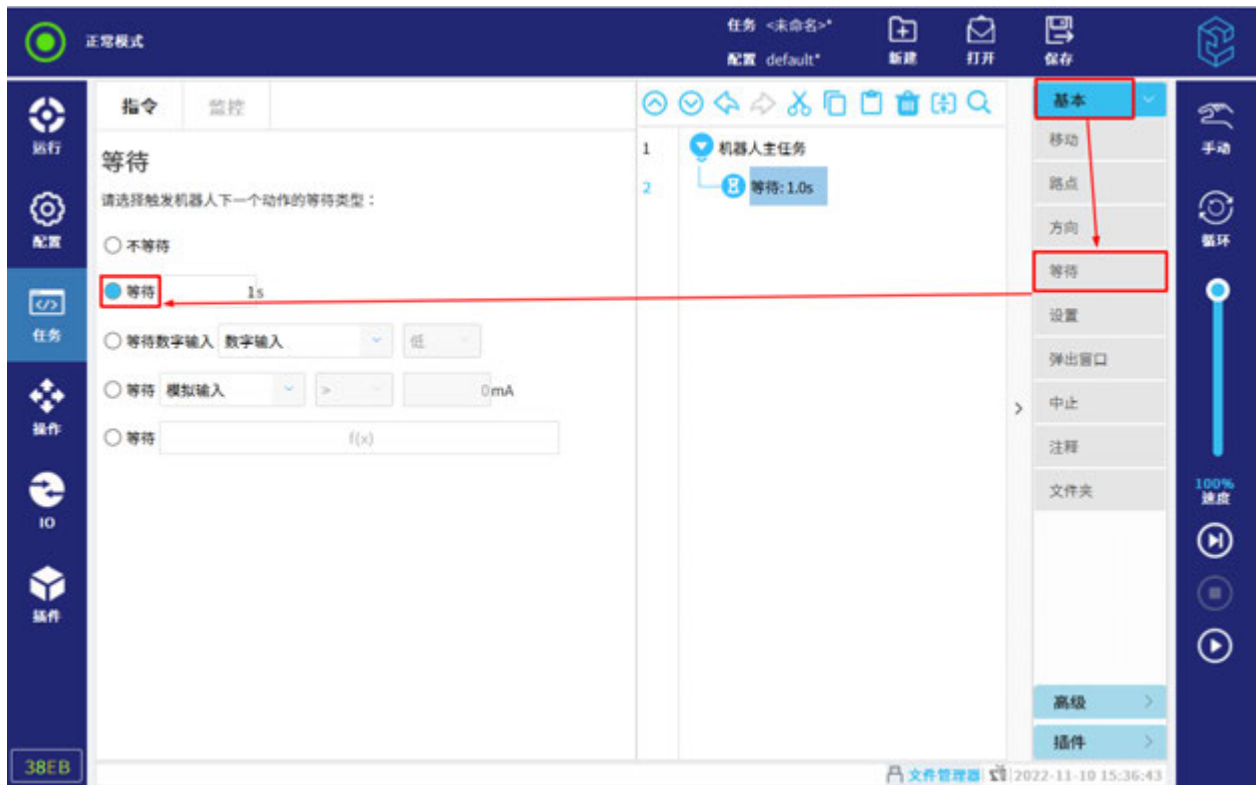 正常模式
任务 <未命名>*
配置 default*
新建
打开
保存
运行
配置
任务
操作
IO
插件
38EB
指令 监控
等待
请选择触发机器人下一个动作的等待类型：
不等待
等待 1s
等待数字输入 数字输入 低
等待 模拟输入 > 0mA
等待 f(x)
1 机器人主任务
2 等待: 1.0s
基本
移动
路点
方向
等待
设置
弹出窗口
中止
注释
文件夹
高级
插件
手动
循环
100%
速度
文件管理器 2022-11-10 15:36:43